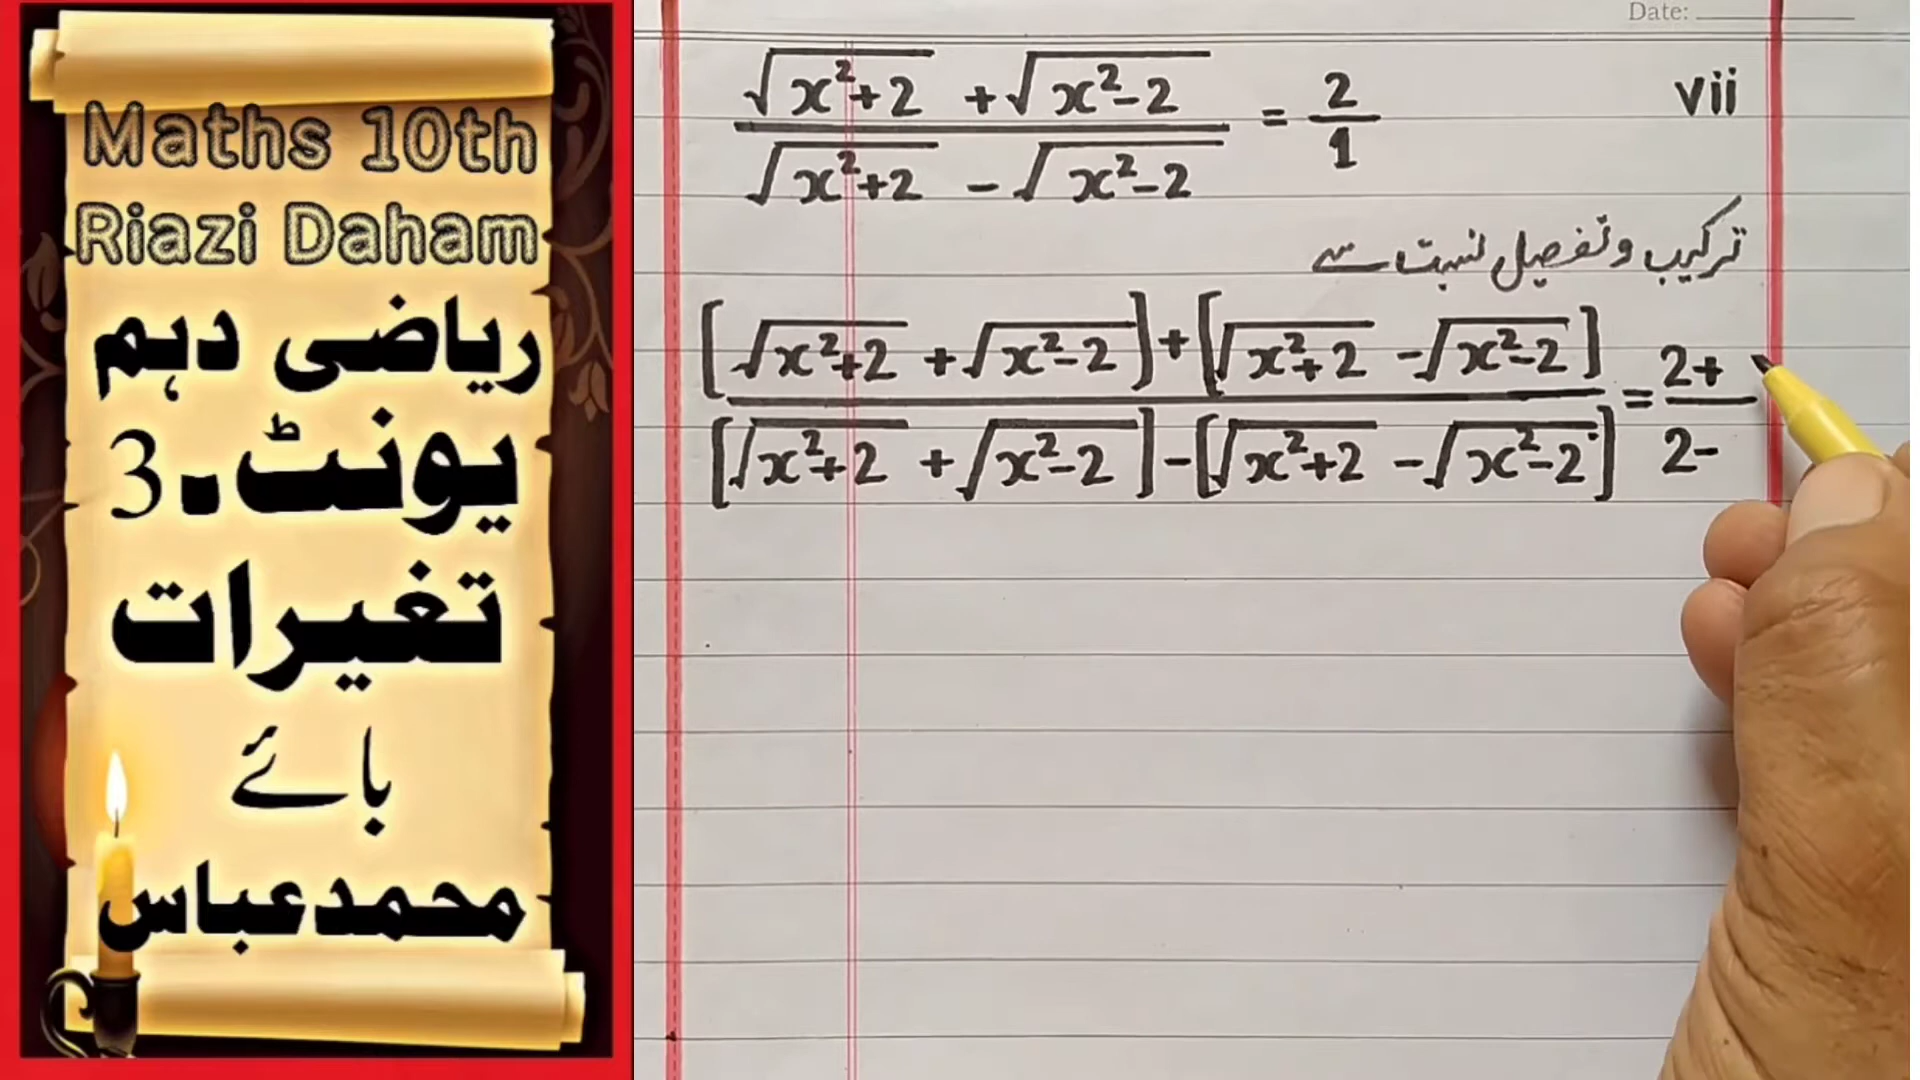 Maths 10th
Riazi Daham
ریاضی دہم
یونٹ۔3
تغیرات
بائے
محمدعباس
Date:
√(x²+2) + √(x²-2) / √(x²+2) - √(x²-2) = 2/1 vii
ترکیب و تفصیل نسبت سے
[√(x²+2) + √(x²-2)] + [√(x²+2) - √(x²-2)] / [√(x²+2) + √(x²-2)] - [√(x²+2) - √(x²-2)] = 2+ / 2-